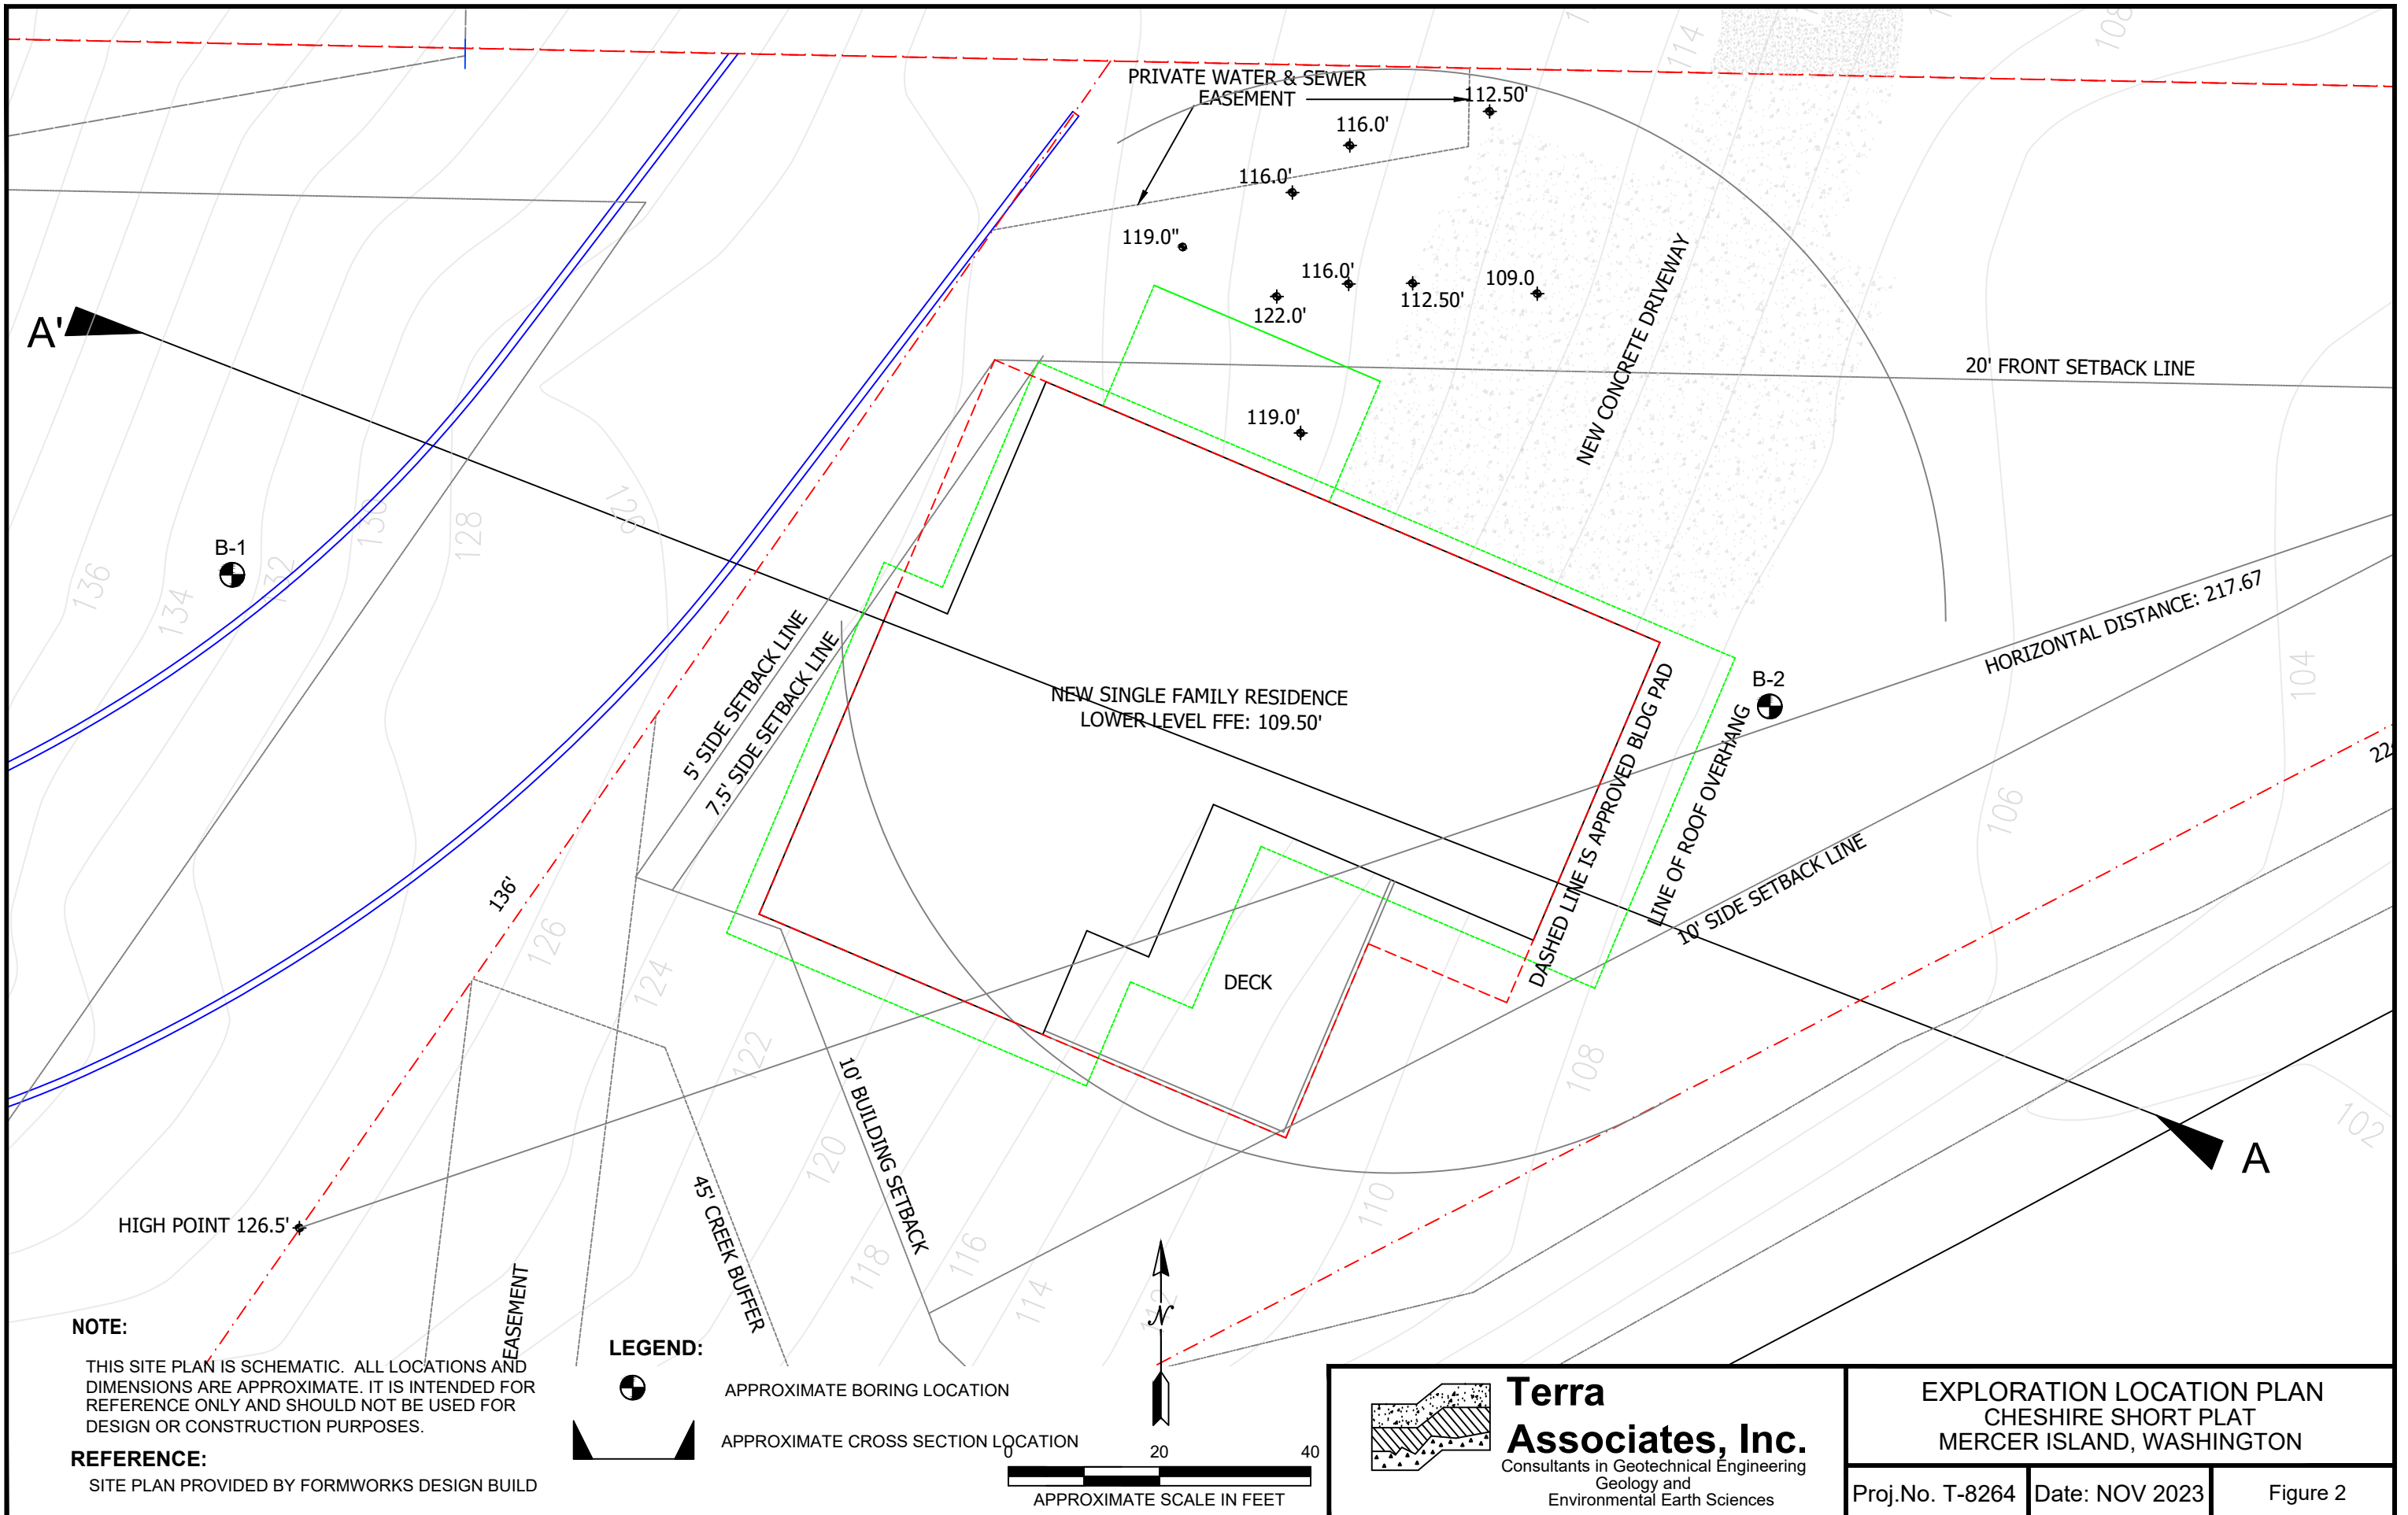 108
114
PRIVATE WATER & SEWER
EASEMENT
112.50'
116.0'
116.0'
119.0"
116.0'
109.0
112.50'
122.0'
NEW CONCRETE DRIVEWAY
A'
20' FRONT SETBACK LINE
119.0'
B-1
136
134
132
130
128
128
5' SIDE SETBACK LINE
7.5' SIDE SETBACK LINE
NEW SINGLE FAMILY RESIDENCE
LOWER LEVEL FFE: 109.50'
DASHED LINE IS APPROVED BLDG PAD
LINE OF ROOF OVERHANG
B-2
HORIZONTAL DISTANCE: 217.67
104
106
10' SIDE SETBACK LINE
136'
126
124
122
120
118
116
114
112
110
108
102
DECK
10' BUILDING SETBACK
45' CREEK BUFFER
EASEMENT
HIGH POINT 126.5'
A
N
NOTE:
THIS SITE PLAN IS SCHEMATIC. ALL LOCATIONS AND
DIMENSIONS ARE APPROXIMATE. IT IS INTENDED FOR
REFERENCE ONLY AND SHOULD NOT BE USED FOR
DESIGN OR CONSTRUCTION PURPOSES.
REFERENCE:
SITE PLAN PROVIDED BY FORMWORKS DESIGN BUILD
LEGEND:
APPROXIMATE BORING LOCATION
APPROXIMATE CROSS SECTION LOCATION
0 20 40
APPROXIMATE SCALE IN FEET
Terra
Associates, Inc.
Consultants in Geotechnical Engineering
Geology and
Environmental Earth Sciences
EXPLORATION LOCATION PLAN
CHESHIRE SHORT PLAT
MERCER ISLAND, WASHINGTON
Proj.No. T-8264
Date: NOV 2023
Figure 2